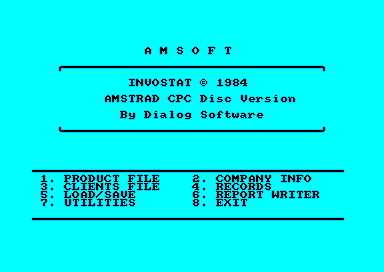 A M S O F T
INVOSTAT © 1984
AMSTRAD CPC Disc Version
By Dialog Software
1. PRODUCT FILE 2. COMPANY INFO
3. CLIENTS FILE 4. RECORDS
5. LOAD/SAVE 6. REPORT WRITER
7. UTILITIES 8. EXIT